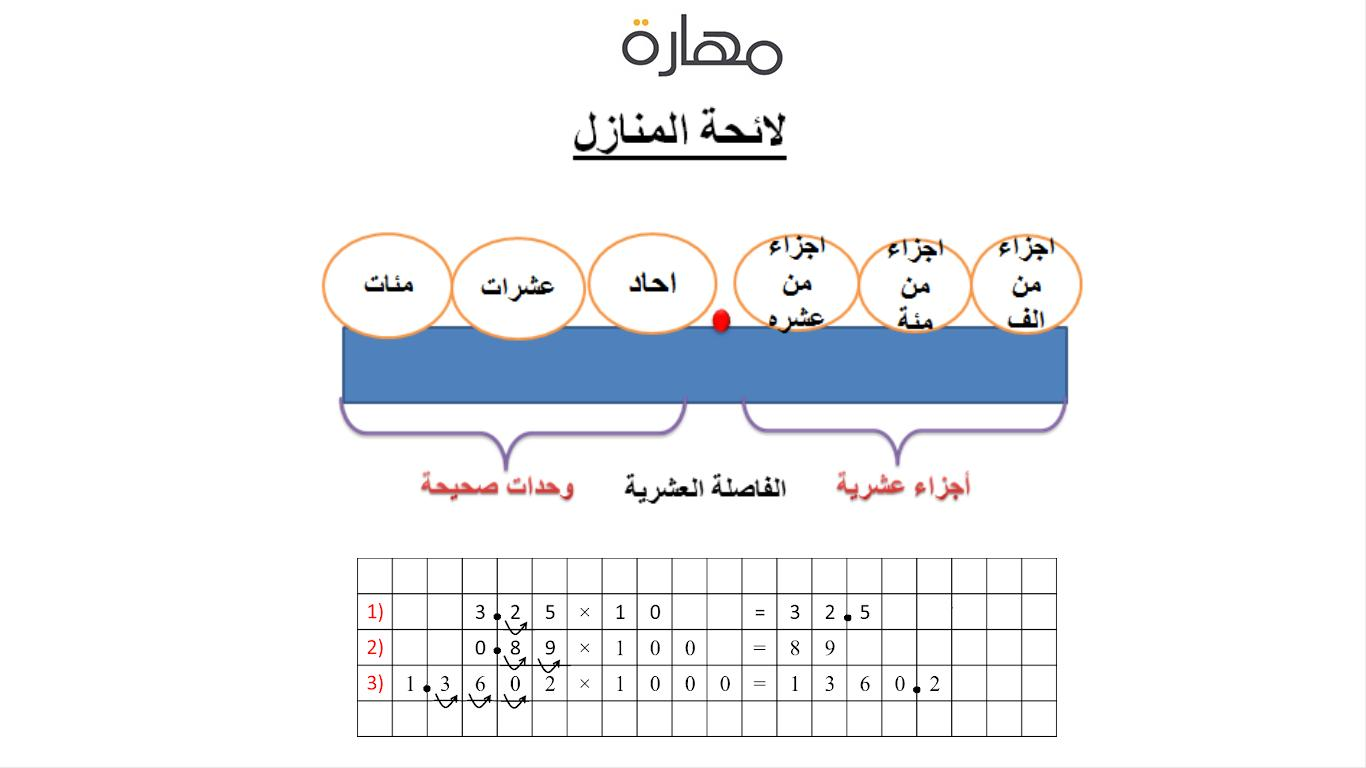 مهارة
لائحة المنازل
مئات
عشرات
احاد
اجزاء
من
عشره
اجزاء
من
مئة
اجزاء
من
الف
وحدات صحيحة
الفاصلة العشرية
أجزاء عشرية
1) 3.25 × 10 = 32.5
2) 0.89 × 100 = 89
3) 1.3602 × 1000 = 1360.2